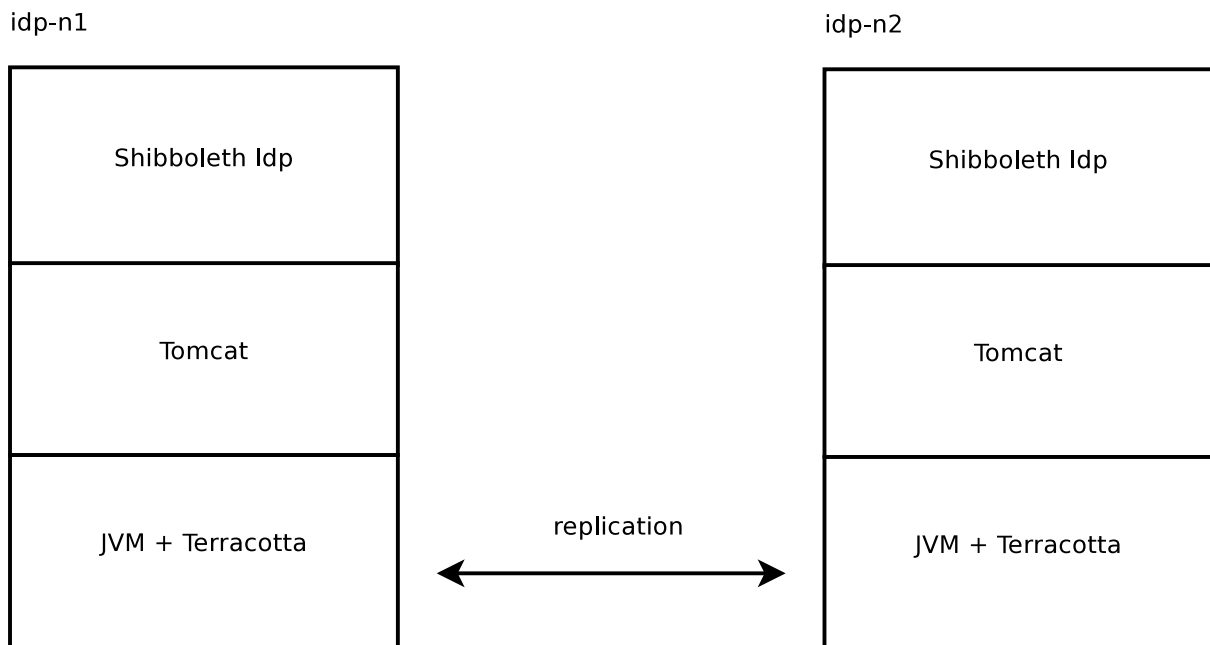 idp-n1
idp-n2
Shibboleth Idp
Shibboleth Idp
Tomcat
Tomcat
replication
JVM + Terracotta
JVM + Terracotta